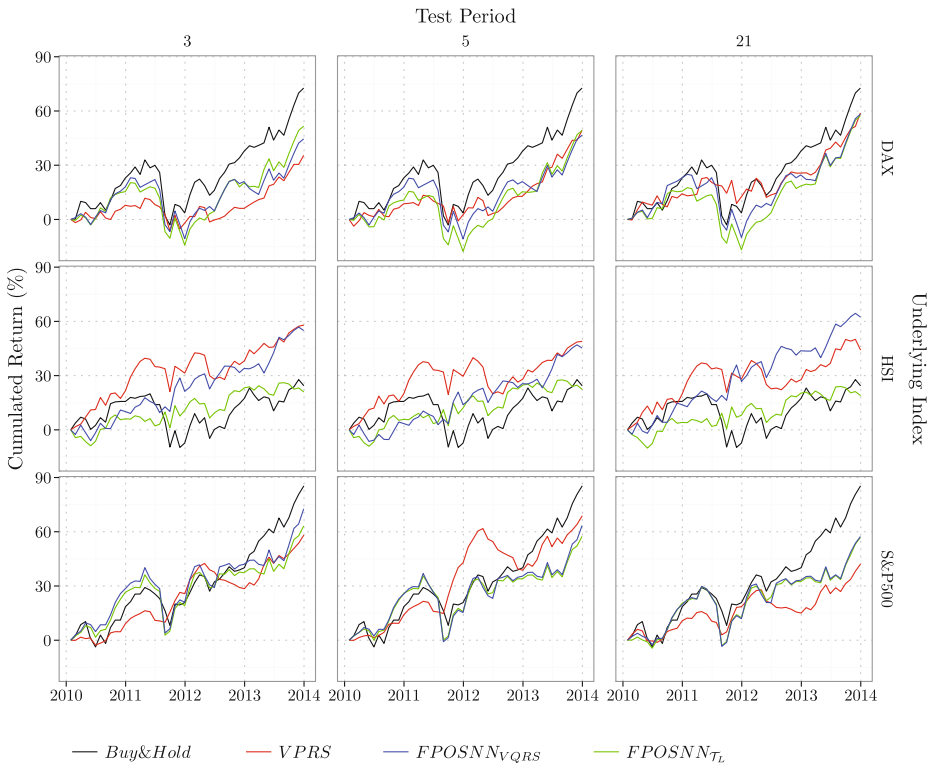 Test Period
3 5 21
90
60
30
0
DAX
90
60
30
0
HSI
90
60
30
0
S&P500
Cumulated Return (%)
Underlying Index
2010 2011 2012 2013 2014 2010 2011 2012 2013 2014 2010 2011 2012 2013 2014
Buy&Hold VPRS FPOSNN_VQRS FPOSNN_𝒯_L